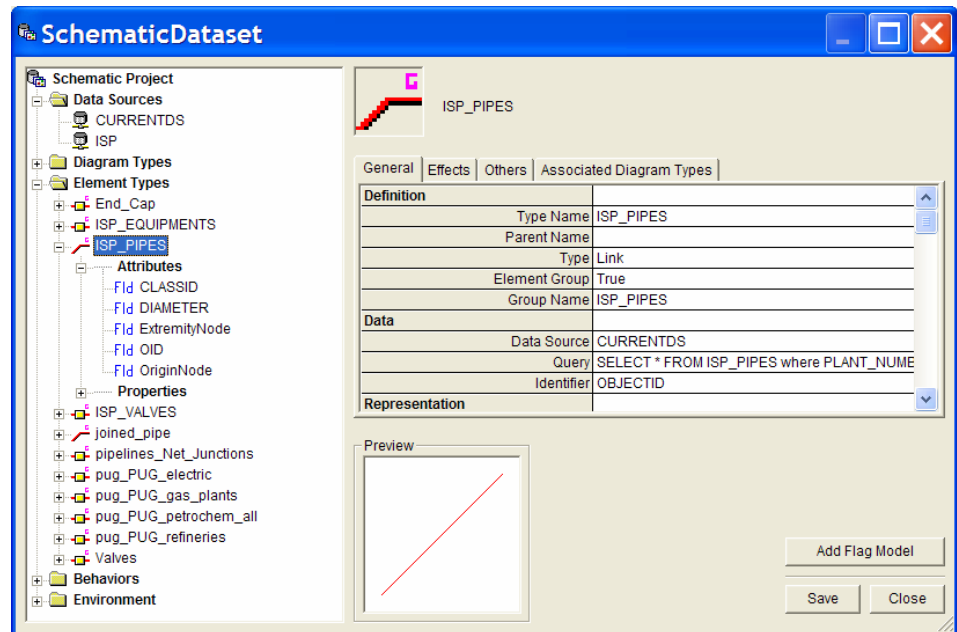 SchematicDataset
Schematic Project
Data Sources
CURRENTDS
ISP
Diagram Types
Element Types
End_Cap
ISP_EQUIPMENTS
ISP_PIPES
Attributes
Fld CLASSID
Fld DIAMETER
Fld ExtremityNode
Fld OID
Fld OriginNode
Properties
ISP_VALVES
joined_pipe
pipelines_Net_Junctions
pug_PUG_electric
pug_PUG_gas_plants
pug_PUG_petrochem_all
pug_PUG_refineries
Valves
Behaviors
Environment
G
ISP_PIPES
General Effects Others Associated Diagram Types
Definition
Type Name ISP_PIPES
Parent Name
Type Link
Element Group True
Group Name ISP_PIPES
Data
Data Source CURRENTDS
Query SELECT * FROM ISP_PIPES where PLANT_NUME
Identifier OBJECTID
Representation
Preview
Add Flag Model
Save Close